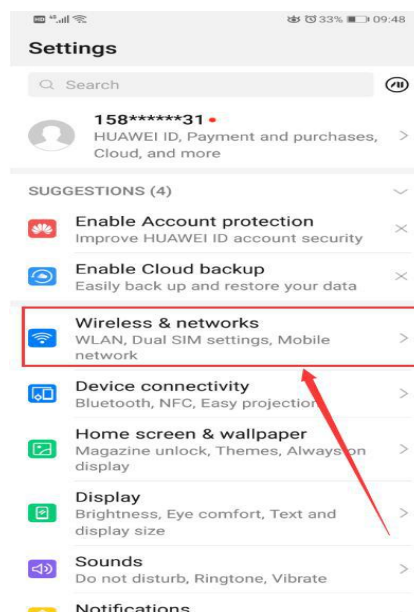 33% 09:48
Settings
Search
158******31
HUAWEI ID, Payment and purchases,
Cloud, and more
SUGGESTIONS (4)
Enable Account protection
Improve HUAWEI ID account security
Enable Cloud backup
Easily back up and restore your data
Wireless & networks
WLAN, Dual SIM settings, Mobile
network
Device connectivity
Bluetooth, NFC, Easy projection
Home screen & wallpaper
Magazine unlock, Themes, Always on
display
Display
Brightness, Eye comfort, Text and
display size
Sounds
Do not disturb, Ringtone, Vibrate
Notifications